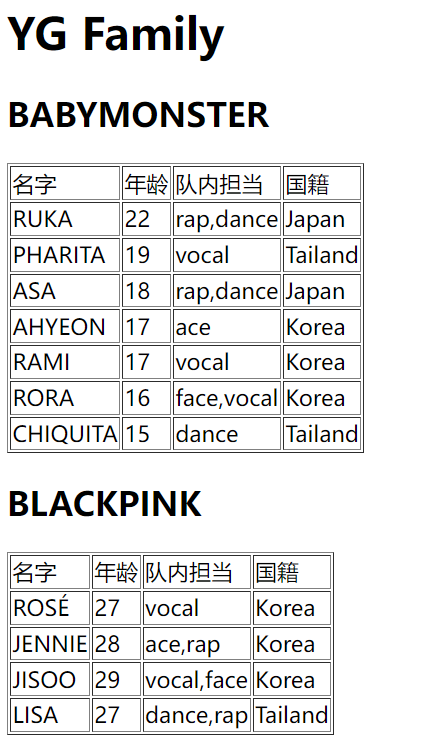 YG Family
BABYMONSTER
名字 年龄 队内担当 国籍
RUKA 22 rap,dance Japan
PHARITA 19 vocal Tailand
ASA 18 rap,dance Japan
AHYEON 17 ace Korea
RAMI 17 vocal Korea
RORA 16 face,vocal Korea
CHIQUITA 15 dance Tailand
BLACKPINK
名字 年龄 队内担当 国籍
ROSÉ 27 vocal Korea
JENNIE 28 ace,rap Korea
JISOO 29 vocal,face Korea
LISA 27 dance,rap Tailand